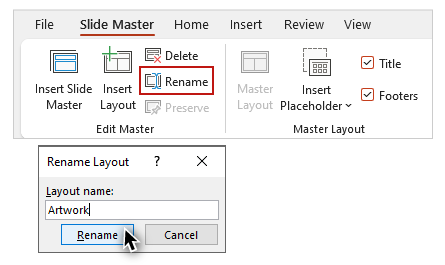 File Slide Master Home Insert Review View
Insert Slide Master
Insert Layout
Delete
Rename
Preserve
Edit Master
Master Layout
Insert Placeholder
Title
Footers
Master Layout
Rename Layout ? ×
Layout name:
Artwork
Rename Cancel